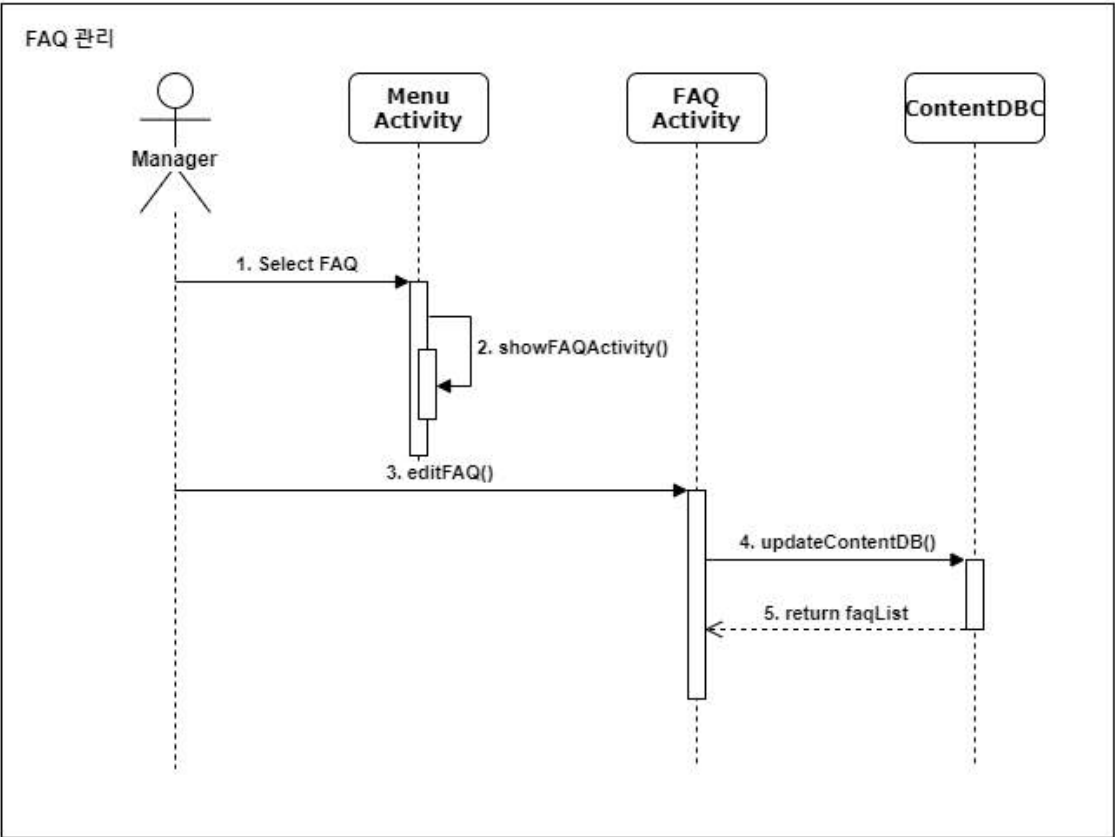 FAQ 관리
Manager
Menu
Activity
FAQ
Activity
ContentDBC
1. Select FAQ
2. showFAQActivity()
3. editFAQ()
4. updateContentDB()
5. return faqList